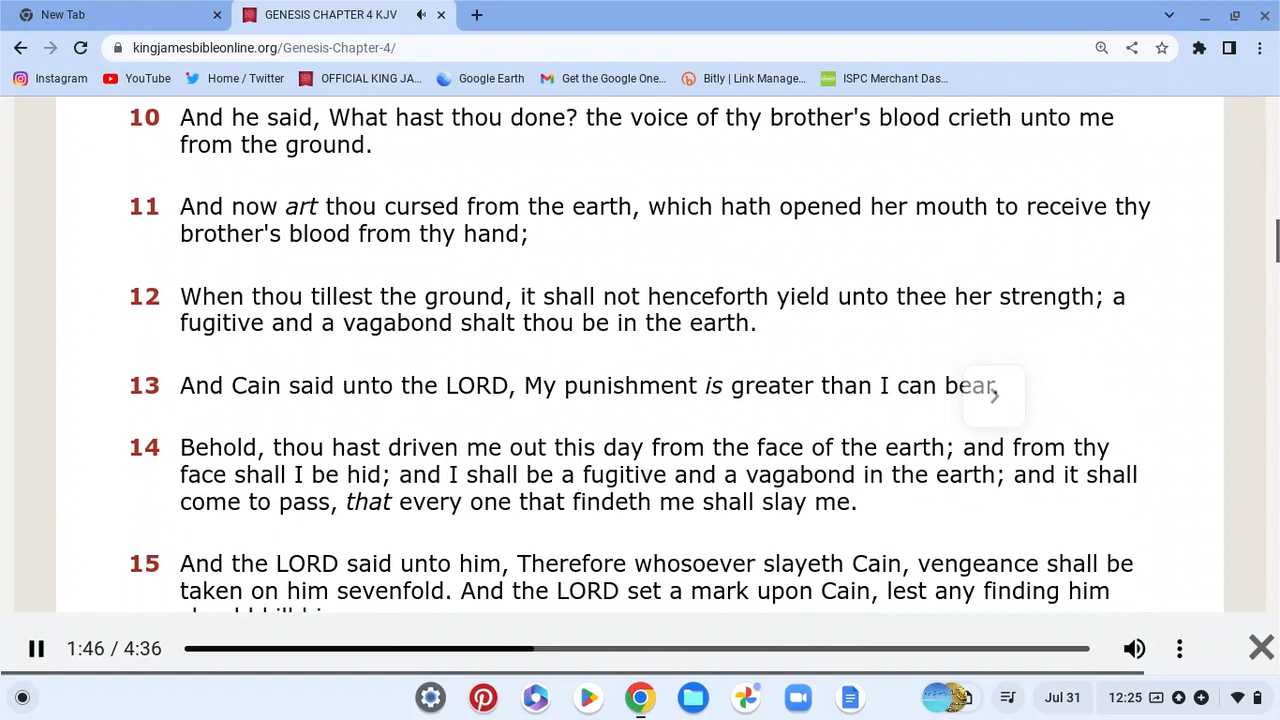 New Tab
GENESIS CHAPTER 4 KJV
kingjamesbibleonline.org/Genesis-Chapter-4/
Instagram
YouTube
Home / Twitter
OFFICIAL KING JA...
Google Earth
Get the Google One...
Bitly | Link Manage...
ISPC Merchant Das...
10 And he said, What hast thou done? the voice of thy brother's blood crieth unto me
from the ground.
11 And now art thou cursed from the earth, which hath opened her mouth to receive thy
brother's blood from thy hand;
12 When thou tillest the ground, it shall not henceforth yield unto thee her strength; a
fugitive and a vagabond shalt thou be in the earth.
13 And Cain said unto the LORD, My punishment is greater than I can bear.
14 Behold, thou hast driven me out this day from the face of the earth; and from thy
face shall I be hid; and I shall be a fugitive and a vagabond in the earth; and it shall
come to pass, that every one that findeth me shall slay me.
15 And the LORD said unto him, Therefore whosoever slayeth Cain, vengeance shall be
taken on him sevenfold. And the LORD set a mark upon Cain, lest any finding him
1:46 / 4:36
Jul 31
12:25